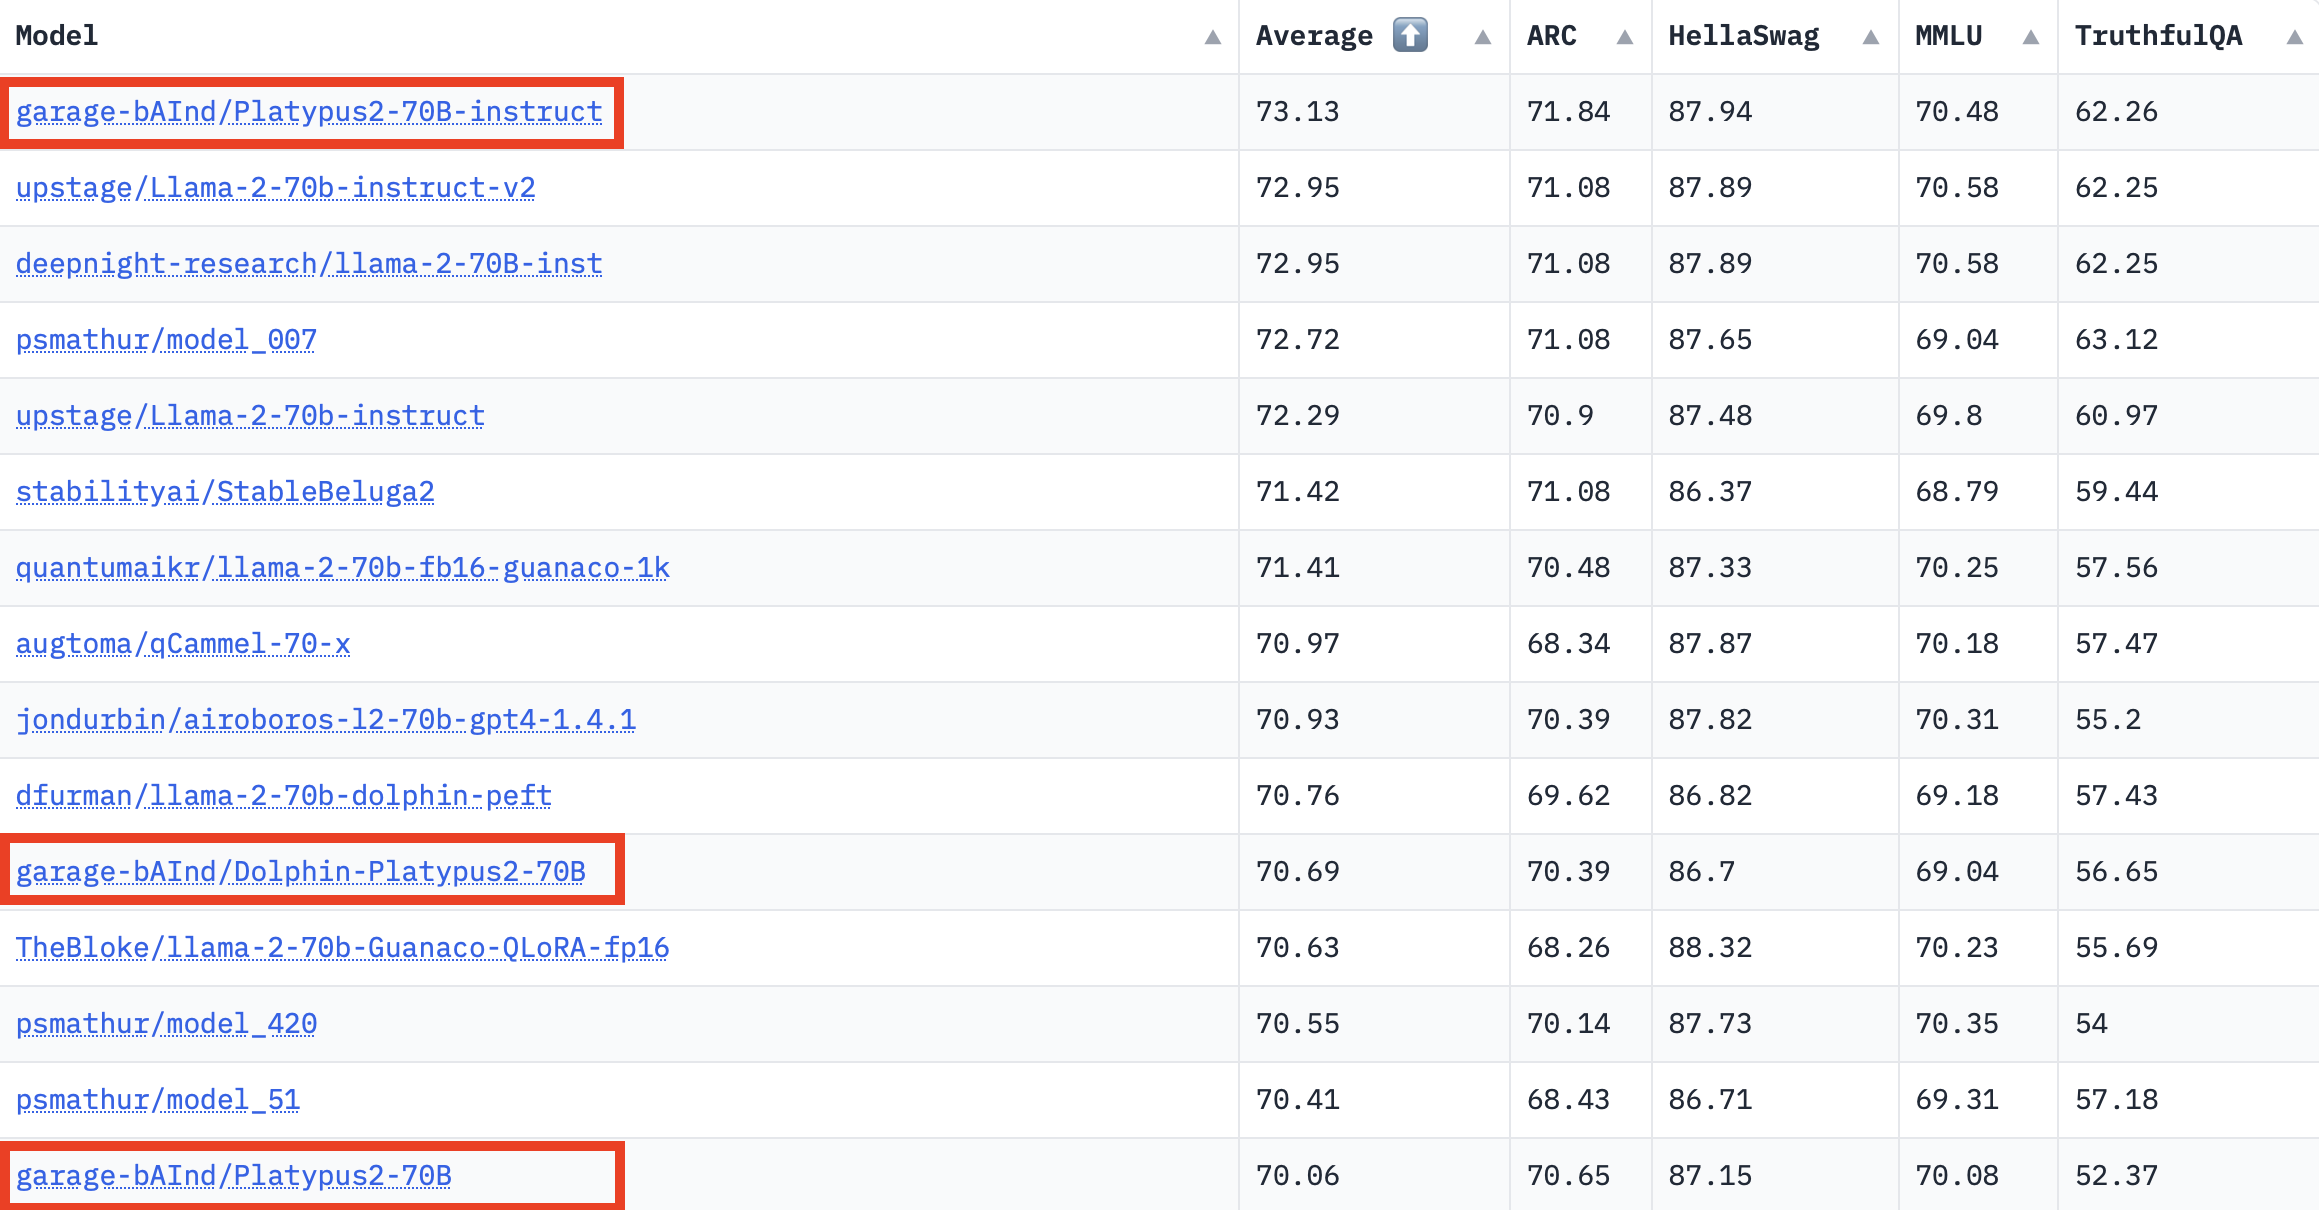 Model Average ARC HellaSwag MMLU TruthfulQA
garage-bAInd/Platypus2-70B-instruct 73.13 71.84 87.94 70.48 62.26
upstage/Llama-2-70b-instruct-v2 72.95 71.08 87.89 70.58 62.25
deepnight-research/llama-2-70B-inst 72.95 71.08 87.89 70.58 62.25
psmathur/model_007 72.72 71.08 87.65 69.04 63.12
upstage/Llama-2-70b-instruct 72.29 70.9 87.48 69.8 60.97
stabilityai/StableBeluga2 71.42 71.08 86.37 68.79 59.44
quantumaikr/llama-2-70b-fb16-guanaco-1k 71.41 70.48 87.33 70.25 57.56
augtoma/qCammel-70-x 70.97 68.34 87.87 70.18 57.47
jondurbin/airoboros-l2-70b-gpt4-1.4.1 70.93 70.39 87.82 70.31 55.2
dfurman/llama-2-70b-dolphin-peft 70.76 69.62 86.82 69.18 57.43
garage-bAInd/Dolphin-Platypus2-70B 70.69 70.39 86.7 69.04 56.65
TheBloke/llama-2-70b-Guanaco-QLoRA-fp16 70.63 68.26 88.32 70.23 55.69
psmathur/model_420 70.55 70.14 87.73 70.35 54
psmathur/model_51 70.41 68.43 86.71 69.31 57.18
garage-bAInd/Platypus2-70B 70.06 70.65 87.15 70.08 52.37